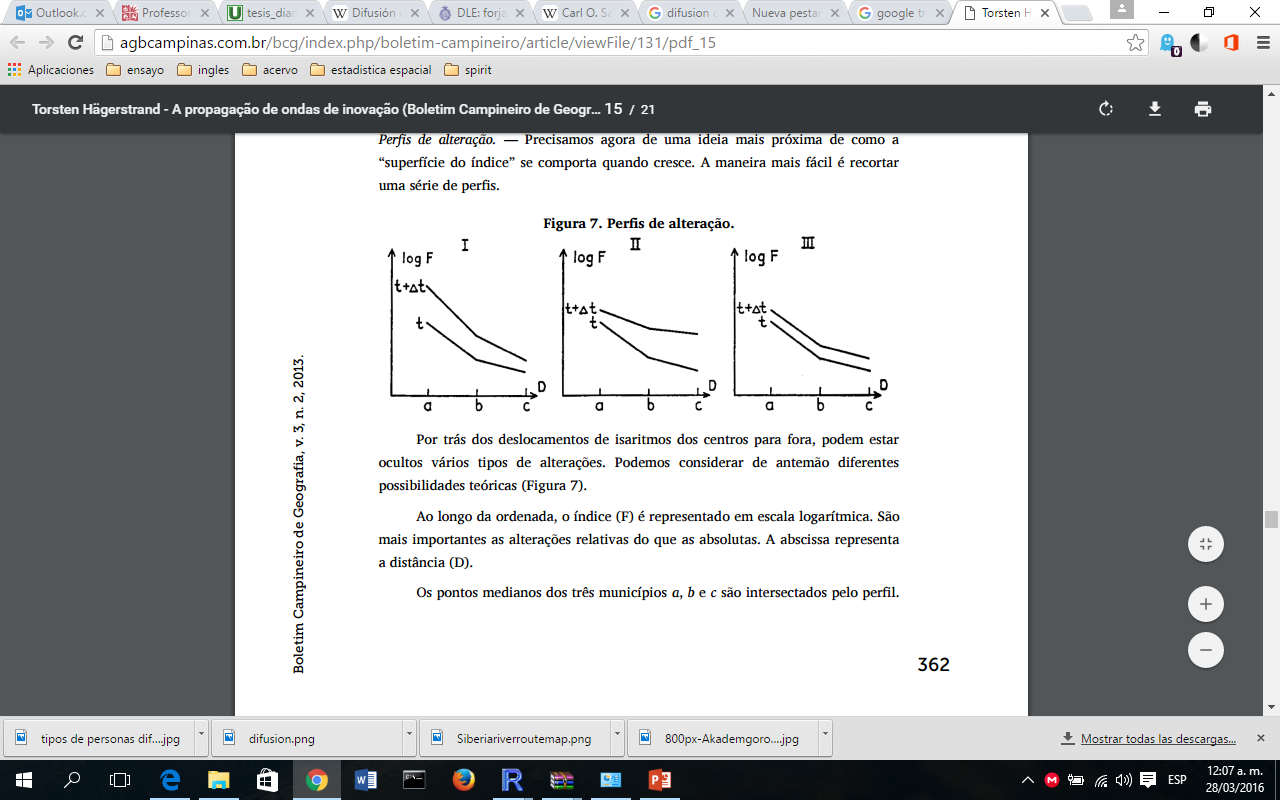 Outlook.c
Professor
tesis_diar
Difusión
DLE: forja
Carl O. Sa
difusion c
Nueva pestañ
google tr
Torsten H
agbcampinas.com.br/bcg/index.php/boletim-campineiro/article/viewFile/131/pdf_15
0
Aplicaciones ensayo ingles acervo estadistica espacial spirit
Torsten Hägerstrand - A propagação de ondas de inovação (Boletim Campineiro de Geogr... 15 / 21
Perfis de alteração. — Precisamos agora de uma ideia mais próxima de como a
“superfície do índice” se comporta quando cresce. A maneira mais fácil é recortar
uma série de perfis.
Figura 7. Perfis de alteração.
I
log F
t+Δt
t
D
a b c
II
log F
t+Δt
t
D
a b c
III
log F
t+Δt
t
D
a b c
Por trás dos deslocamentos de isaritmos dos centros para fora, podem estar
ocultos vários tipos de alterações. Podemos considerar de antemão diferentes
possibilidades teóricas (Figura 7).
Ao longo da ordenada, o índice (F) é representado em escala logarítmica. São
mais importantes as alterações relativas do que as absolutas. A abscissa representa
a distância (D).
Os pontos medianos dos três municípios a, b e c são intersectados pelo perfil.
Boletim Campineiro de Geografia, v. 3, n. 2, 2013.
362
tipos de personas dif....jpg
difusion.png
Siberiariverroutemap.png
800px-Akademgoro....jpg
Mostrar todas las descargas...
ESP
12:07 a. m.
28/03/2016